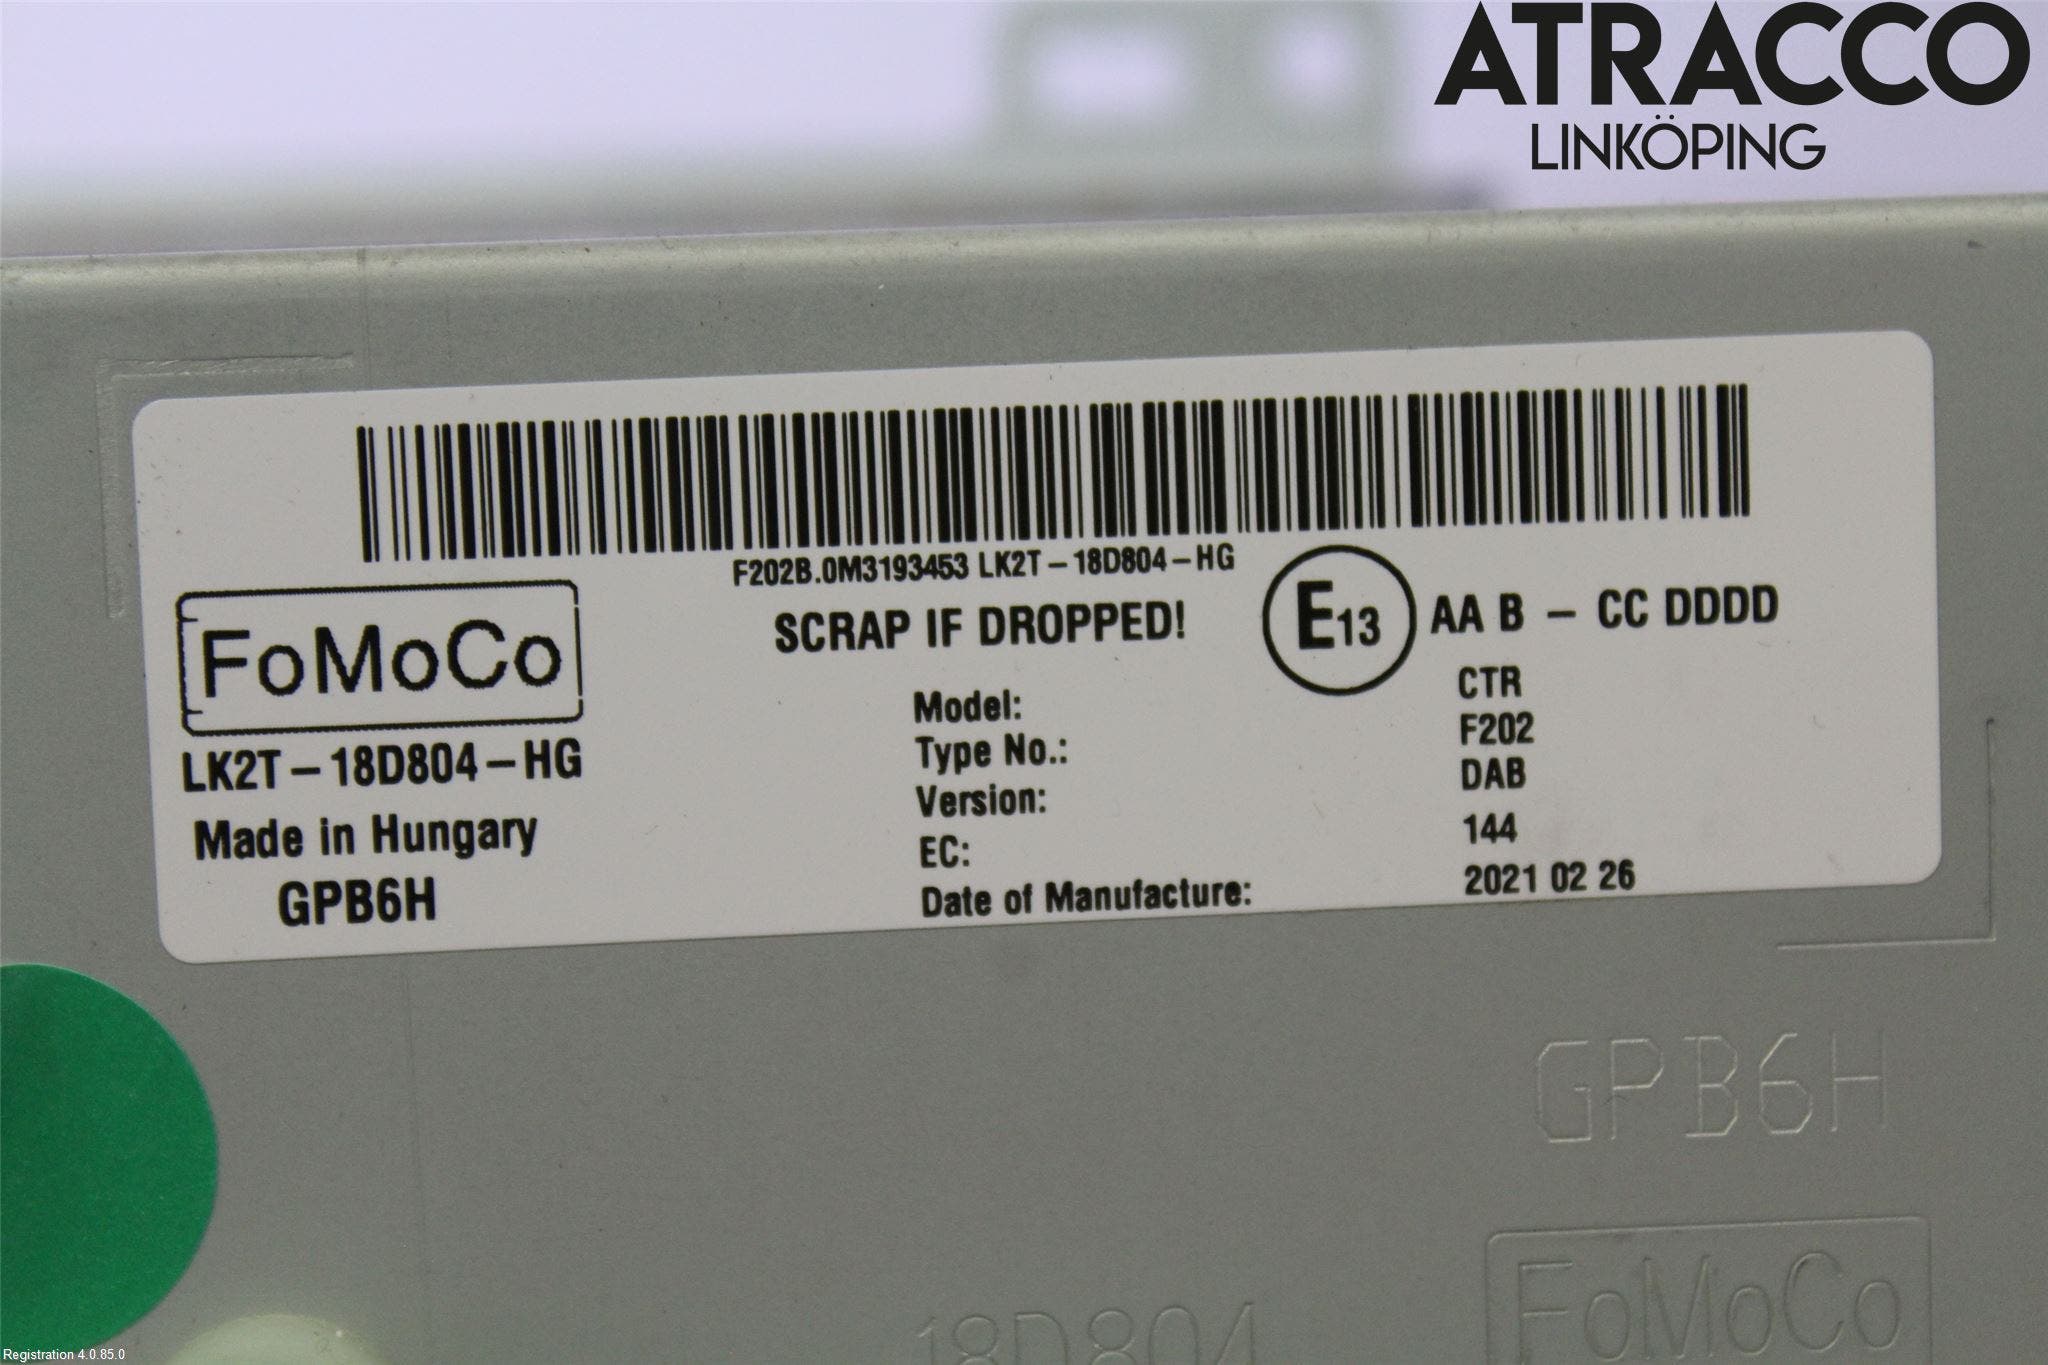 ATRACCO
LINKÖPING
F202B.0M3193453 LK2T-18D804-HG
FoMoCo
SCRAP IF DROPPED!
E13
AA B - CC DDDD
LK2T-18D804-HG
Made in Hungary
GPB6H
Model: CTR
Type No.: F202
Version: DAB
EC: 144
Date of Manufacture: 2021 02 26
GPB6H
FoMoCo
18D804
Registration 4.0.85.0